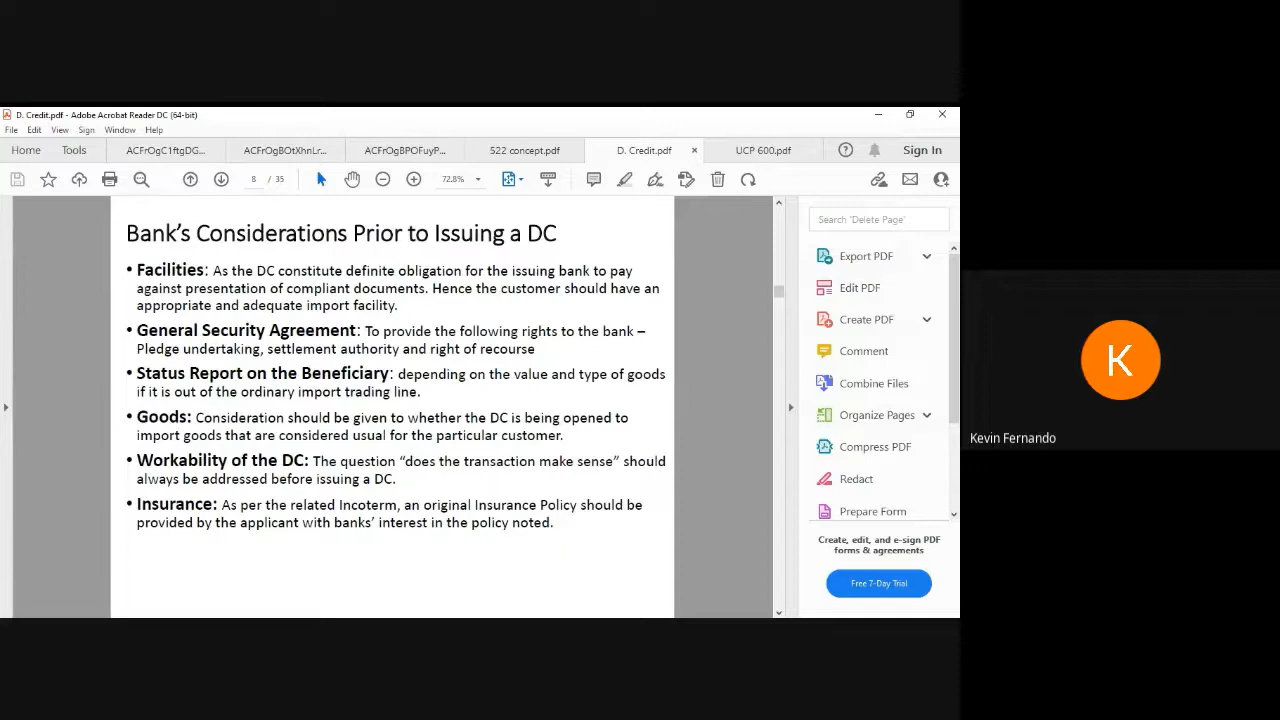 D. Credit.pdf - Adobe Acrobat Reader DC (64-bit)
File Edit View Sign Window Help
Home Tools ACFrOgC1ftgDG... ACFrOgBOtXhnLr... ACFrOgBPOFuyP... 522 concept.pdf D. Credit.pdf × UCP 600.pdf ? Sign In
8 / 35 72.8%
Bank's Considerations Prior to Issuing a DC
• Facilities: As the DC constitute definite obligation for the issuing bank to pay
against presentation of compliant documents. Hence the customer should have an
appropriate and adequate import facility.
• General Security Agreement: To provide the following rights to the bank –
Pledge undertaking, settlement authority and right of recourse
• Status Report on the Beneficiary: depending on the value and type of goods
if it is out of the ordinary import trading line.
• Goods: Consideration should be given to whether the DC is being opened to
import goods that are considered usual for the particular customer.
• Workability of the DC: The question “does the transaction make sense” should
always be addressed before issuing a DC.
• Insurance: As per the related Incoterm, an original Insurance Policy should be
provided by the applicant with banks’ interest in the policy noted.
Search 'Delete Page'
Export PDF
Edit PDF
Create PDF
Comment
Combine Files
Organize Pages
Compress PDF
Redact
Prepare Form
Create, edit, and e-sign PDF
forms & agreements
Free 7-Day Trial
K
Kevin Fernando